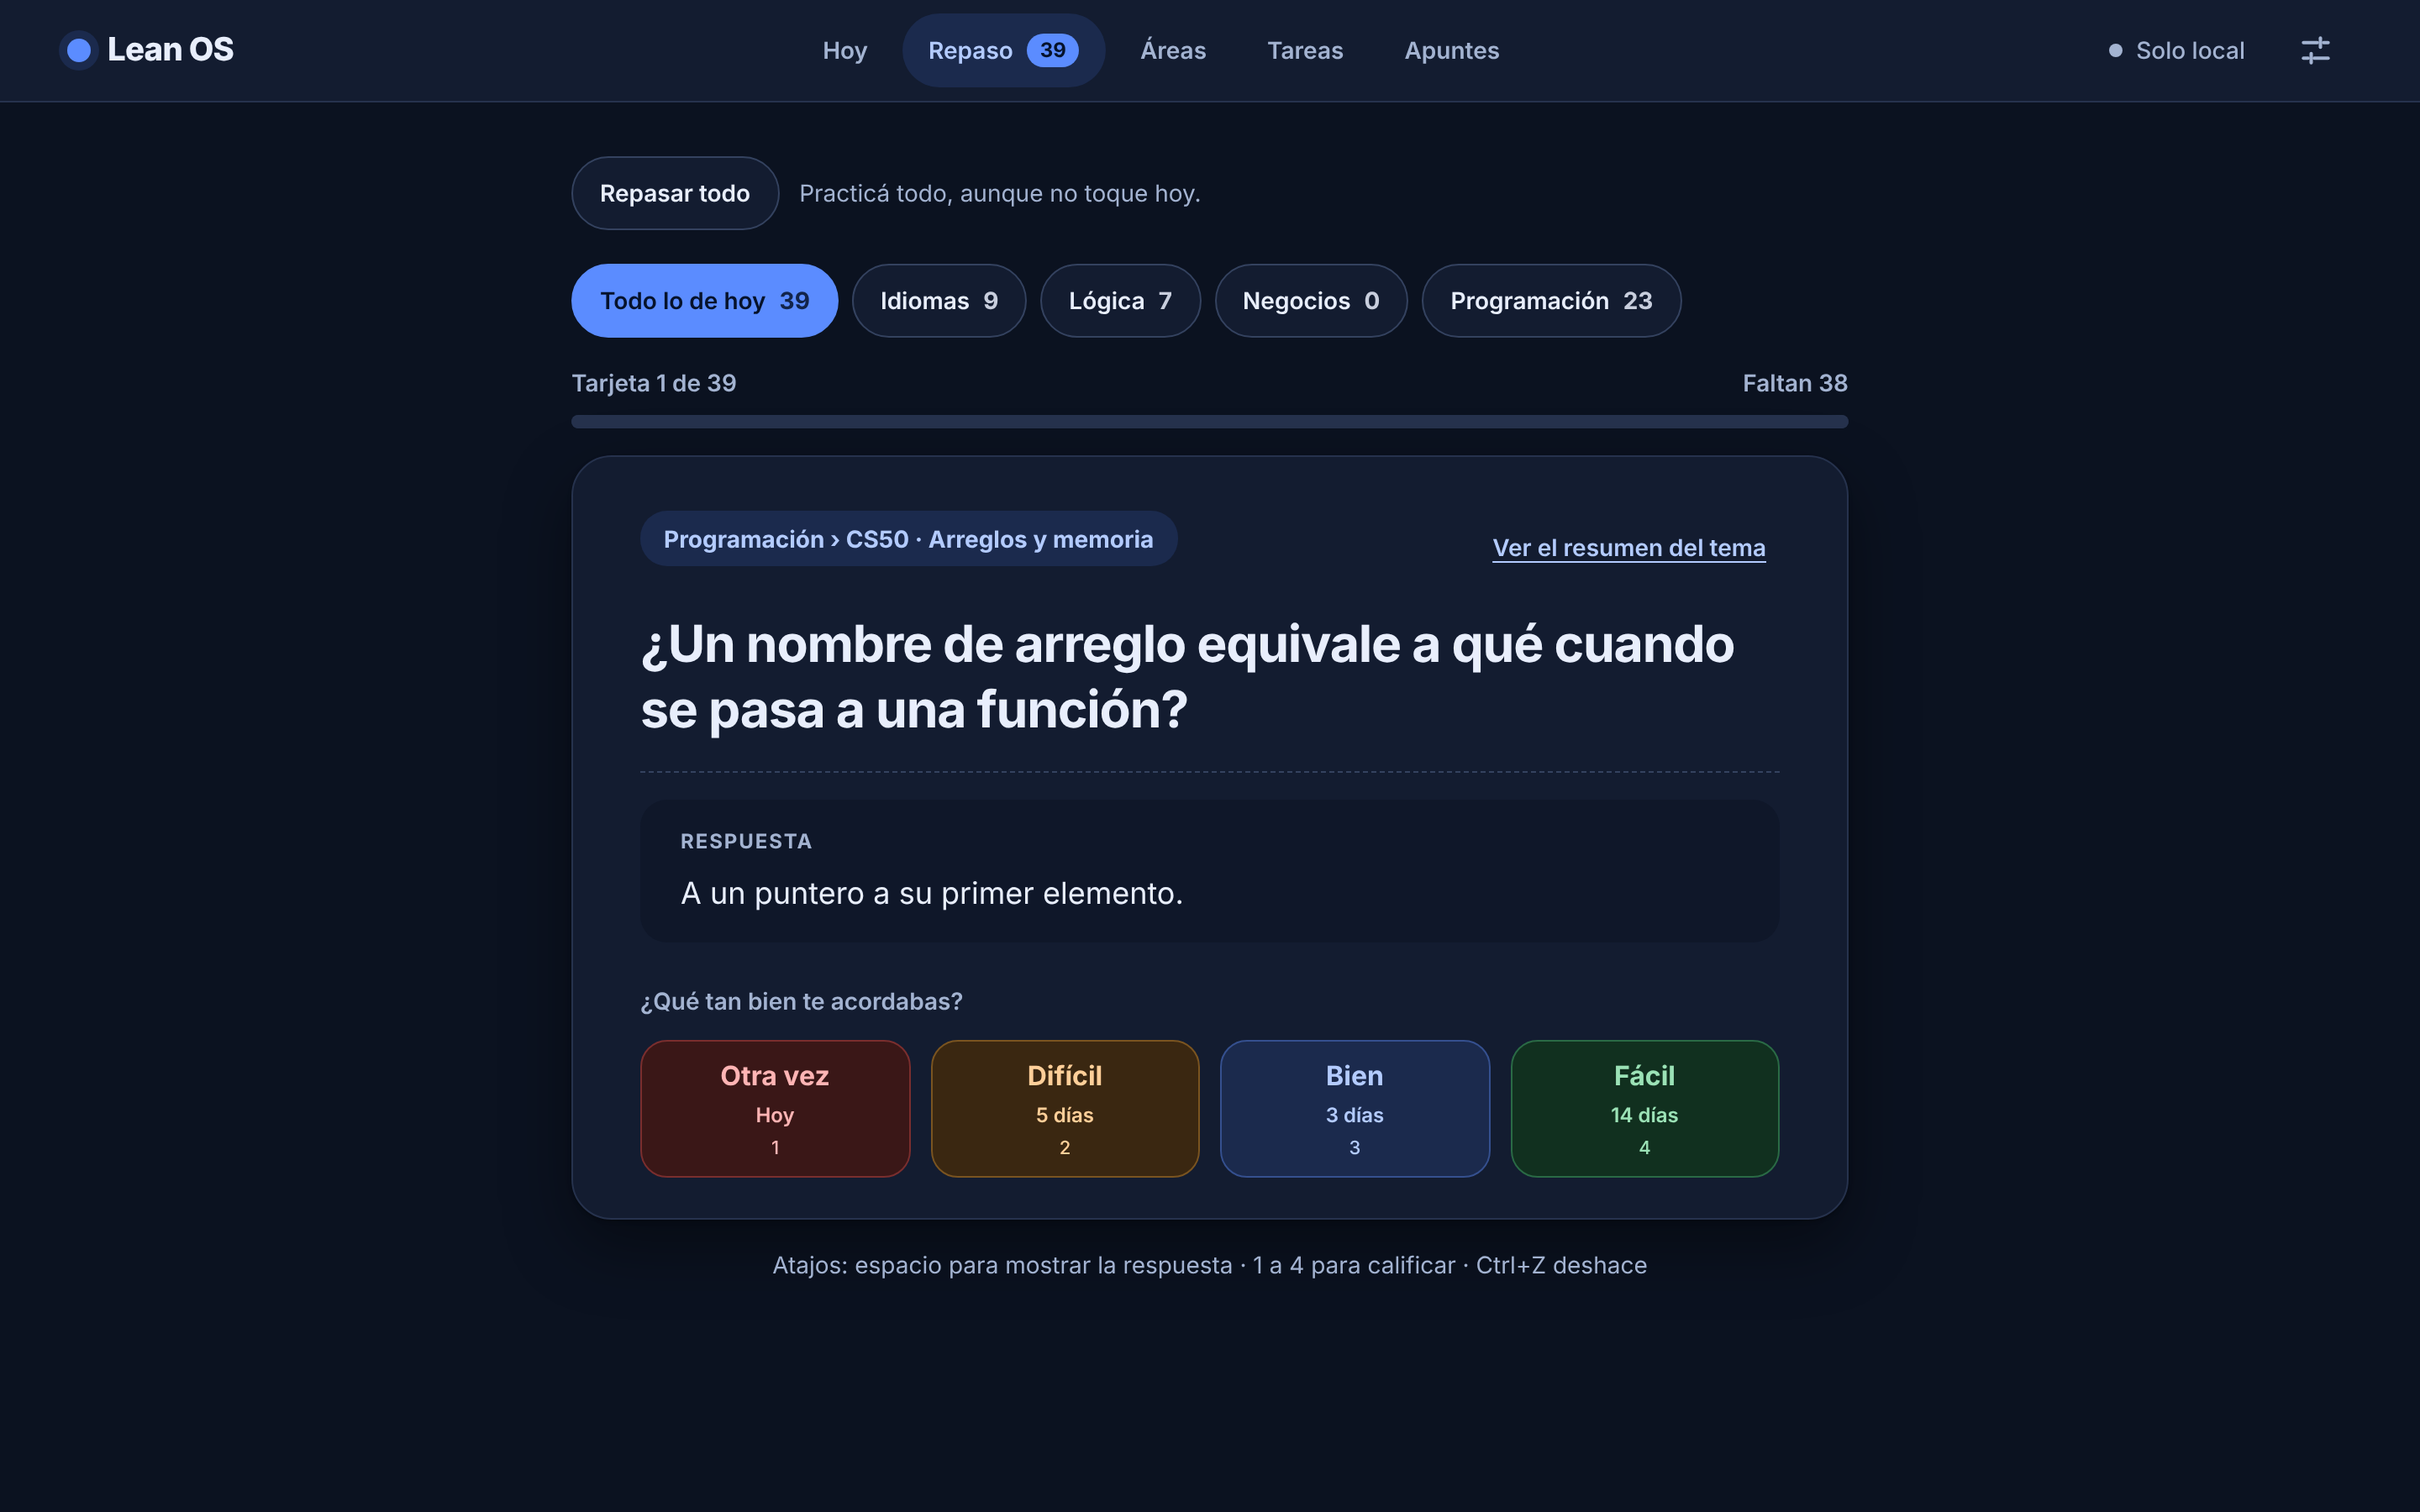 Lean OS
Hoy
Repaso 39
Áreas
Tareas
Apuntes
Solo local
Repasar todo
Practicá todo, aunque no toque hoy.
Todo lo de hoy 39
Idiomas 9
Lógica 7
Negocios 0
Programación 23
Tarjeta 1 de 39
Faltan 38
Programación › CS50 · Arreglos y memoria
Ver el resumen del tema
¿Un nombre de arreglo equivale a qué cuando
se pasa a una función?
RESPUESTA
A un puntero a su primer elemento.
¿Qué tan bien te acordabas?
Otra vez
Hoy
1
Difícil
5 días
2
Bien
3 días
3
Fácil
14 días
4
Atajos: espacio para mostrar la respuesta · 1 a 4 para calificar · Ctrl+Z deshace